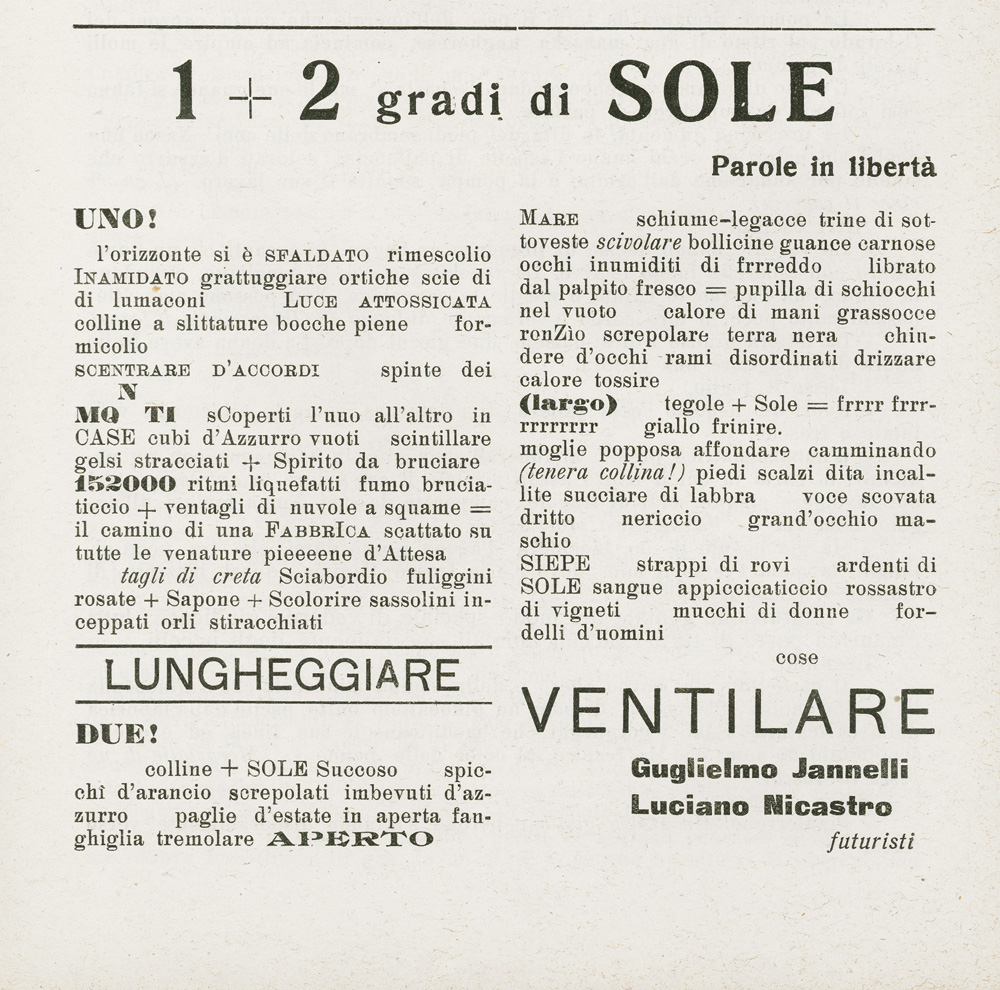 1 + 2 gradi di SOLE
Parole in libertà
UNO!
l'orizzonte si è SFALDATO rimescolio
INAMIDATO grattuggiare ortiche scie di
di lumaconi LUCE ATTOSSICATA
colline a slittature bocche piene for-
micolio
SCENTRARE D'ACCORDI spinte dei
N
MQ TI sCoperti l'uno all'altro in
CASE cubi d'Azzurro vuoti scintillare
gelsi stracciati + Spirito da bruciare
152000 ritmi liquefatti fumo brucia-
ticcio + ventagli di nuvole a squame =
il camino di una FABBRICA scattato su
tutte le venature pieeeene d'Attesa
tagli di creta Sciabordio fuliggini
rosate + Sapone + Scolorire sassolini in-
ceppati orli stiracchiati
LUNGHEGGIARE
DUE!
colline + SOLE Succoso spic-
chi d'arancio screpolati imbevuti d'az-
zurro paglie d'estate in aperta fan-
ghiglia tremolare APERTO
MARE schiume-legacce trine di sot-
toveste scivolare bollicine guance carnose
occhi inumiditi di frrreddo librato
dal palpito fresco = pupilla di schiocchi
nel vuoto calore di mani grassocce
ronZìo screpolare terra nera chiu-
dere d'occhi rami disordinati drizzare
calore tossire
(largo) tegole + Sole = frrrr frrr-
rrrrrrrr giallo frinire.
moglie popposa affondare camminando
(tenera collina!) piedi scalzi dita incal-
lite succiare di labbra voce scovata
dritto nericcio grand'occhio ma-
schio
SIEPE strappi di rovi ardenti di
SOLE sangue appiccicaticcio rossastro
di vigneti mucchi di donne for-
delli d'uomini
cose
VENTILARE
Guglielmo Jannelli
Luciano Nicastro
futuristi